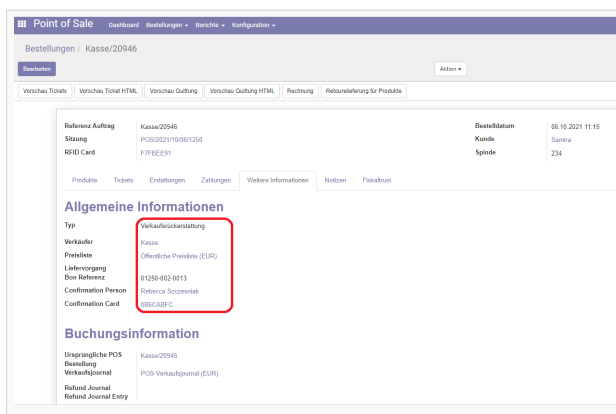 Point of Sale Dashboard Bestellungen Berichte Konfiguration
Bestellungen / Kasse/20946
Bearbeiten Aktion
Vorschau Tickets Vorschau Ticket HTML Vorschau Quittung Vorschau Quittung HTML Rechnung Retourelieferung für Produkte
Referenz Auftrag Kasse/20946 Bestelldatum 06.10.2021 11:15
Sitzung POS/2021/10/06/1250 Kunde Samira
RFID Card F7FBEE91 Spinde 234
Produkte Tickets Erstattungen Zahlungen Weitere Informationen Notizen Fiskaltrust
Allgemeine Informationen
Typ Verkaufsrückerstattung
Verkäufer Kasse
Preisliste Öffentliche Preisliste (EUR)
Liefervorgang
Bon Referenz 01250-002-0013
Confirmation Person Rebecca Szczesniak
Confirmation Card 0B6CABFC
Buchungsinformation
Ursprüngliche POS Kasse/20945
Bestellung
Verkaufsjournal POS-Verkaufsjournal (EUR)
Refund Journal
Refund Journal Entry